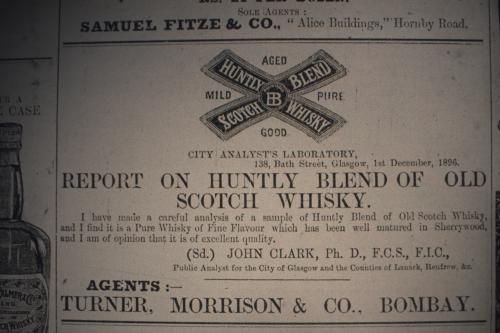 SOLE AGENTS :
SAMUEL FITZE & CO., "Alice Buildings," Hornby Road.
CASE
AGED
HUNTLY BLEND
MILD HB PURE
SCOTCH WHISKY
GOOD
CITY ANALYST'S LABORATORY,
138, Bath Street, Glasgow, 1st December, 1896.
REPORT ON HUNTLY BLEND OF OLD
SCOTCH WHISKY.
I have made a careful analysis of a sample of Huntly Blend of Old Scotch Whisky,
and I find it is a Pure Whisky of Fine Flavour which has been well matured in Sherrywood,
and I am of opinion that it is of excellent quality.
(Sd.) JOHN CLARK, Ph. D., F.C.S., F.I.C.,
Public Analyst for the City of Glasgow and the Counties of Lanark, Renfrew, &c.
AGENTS :—
TURNER, MORRISON & CO., BOMBAY.